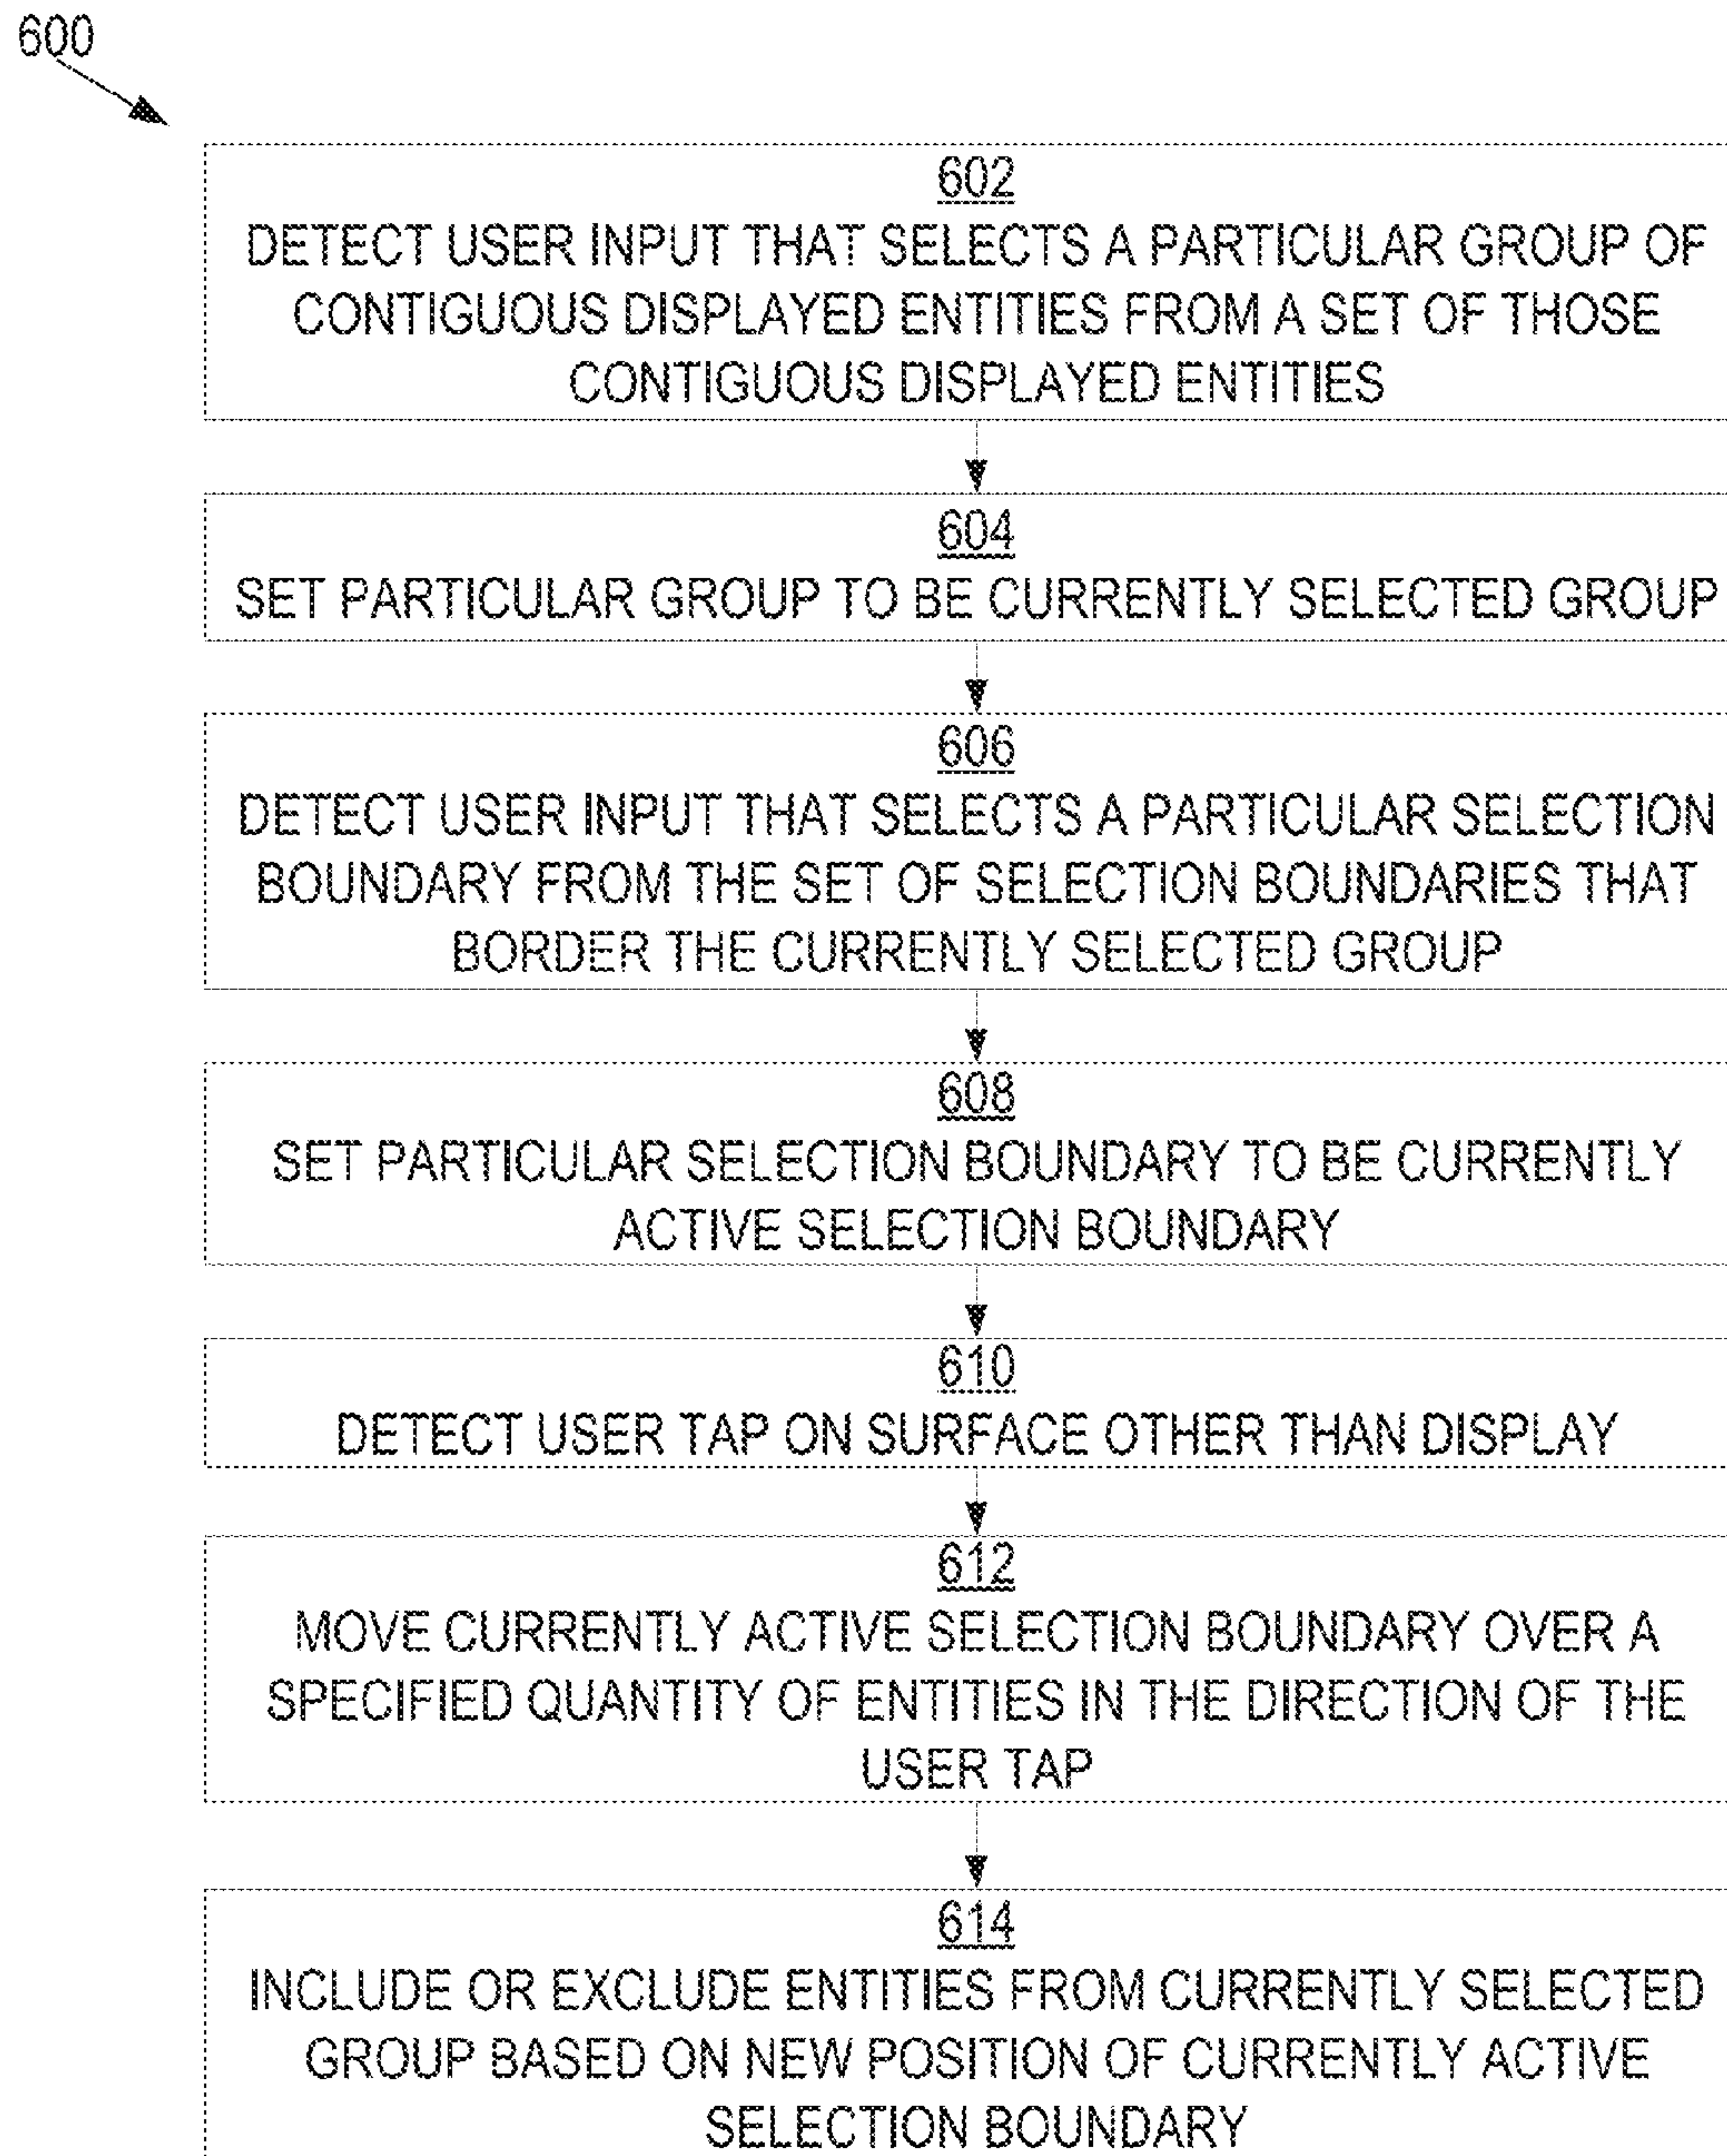 600
602
DETECT USER INPUT THAT SELECTS A PARTICULAR GROUP OF
CONTIGUOUS DISPLAYED ENTITIES FROM A SET OF THOSE
CONTIGUOUS DISPLAYED ENTITIES
604
SET PARTICULAR GROUP TO BE CURRENTLY SELECTED GROUP
606
DETECT USER INPUT THAT SELECTS A PARTICULAR SELECTION
BOUNDARY FROM THE SET OF SELECTION BOUNDARIES THAT
BORDER THE CURRENTLY SELECTED GROUP
608
SET PARTICULAR SELECTION BOUNDARY TO BE CURRENTLY
ACTIVE SELECTION BOUNDARY
610
DETECT USER TAP ON SURFACE OTHER THAN DISPLAY
612
MOVE CURRENTLY ACTIVE SELECTION BOUNDARY OVER A
SPECIFIED QUANTITY OF ENTITIES IN THE DIRECTION OF THE
USER TAP
614
INCLUDE OR EXCLUDE ENTITIES FROM CURRENTLY SELECTED
GROUP BASED ON NEW POSITION OF CURRENTLY ACTIVE
SELECTION BOUNDARY